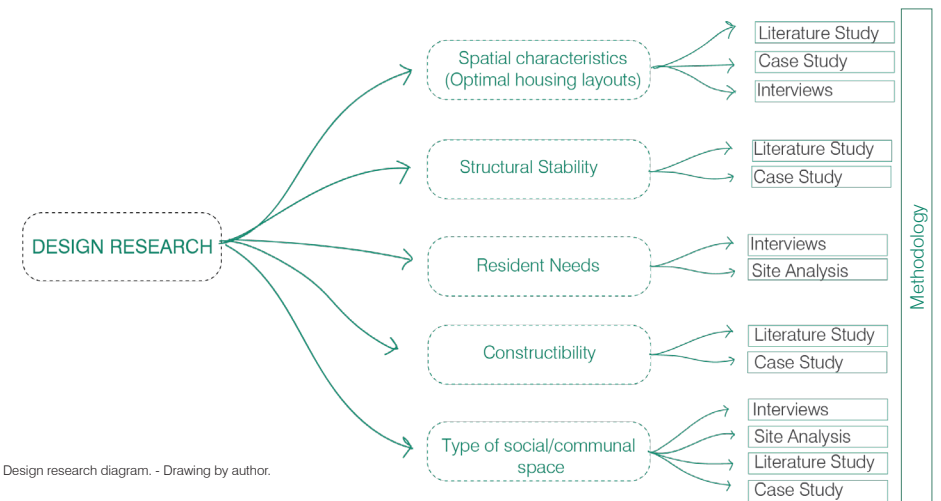 DESIGN RESEARCH
Spatial characteristics
(Optimal housing layouts)
Literature Study
Case Study
Interviews
Structural Stability
Literature Study
Case Study
Resident Needs
Interviews
Site Analysis
Constructibility
Literature Study
Case Study
Type of social/communal
space
Interviews
Site Analysis
Literature Study
Case Study
Methodology
Design research diagram. - Drawing by author.